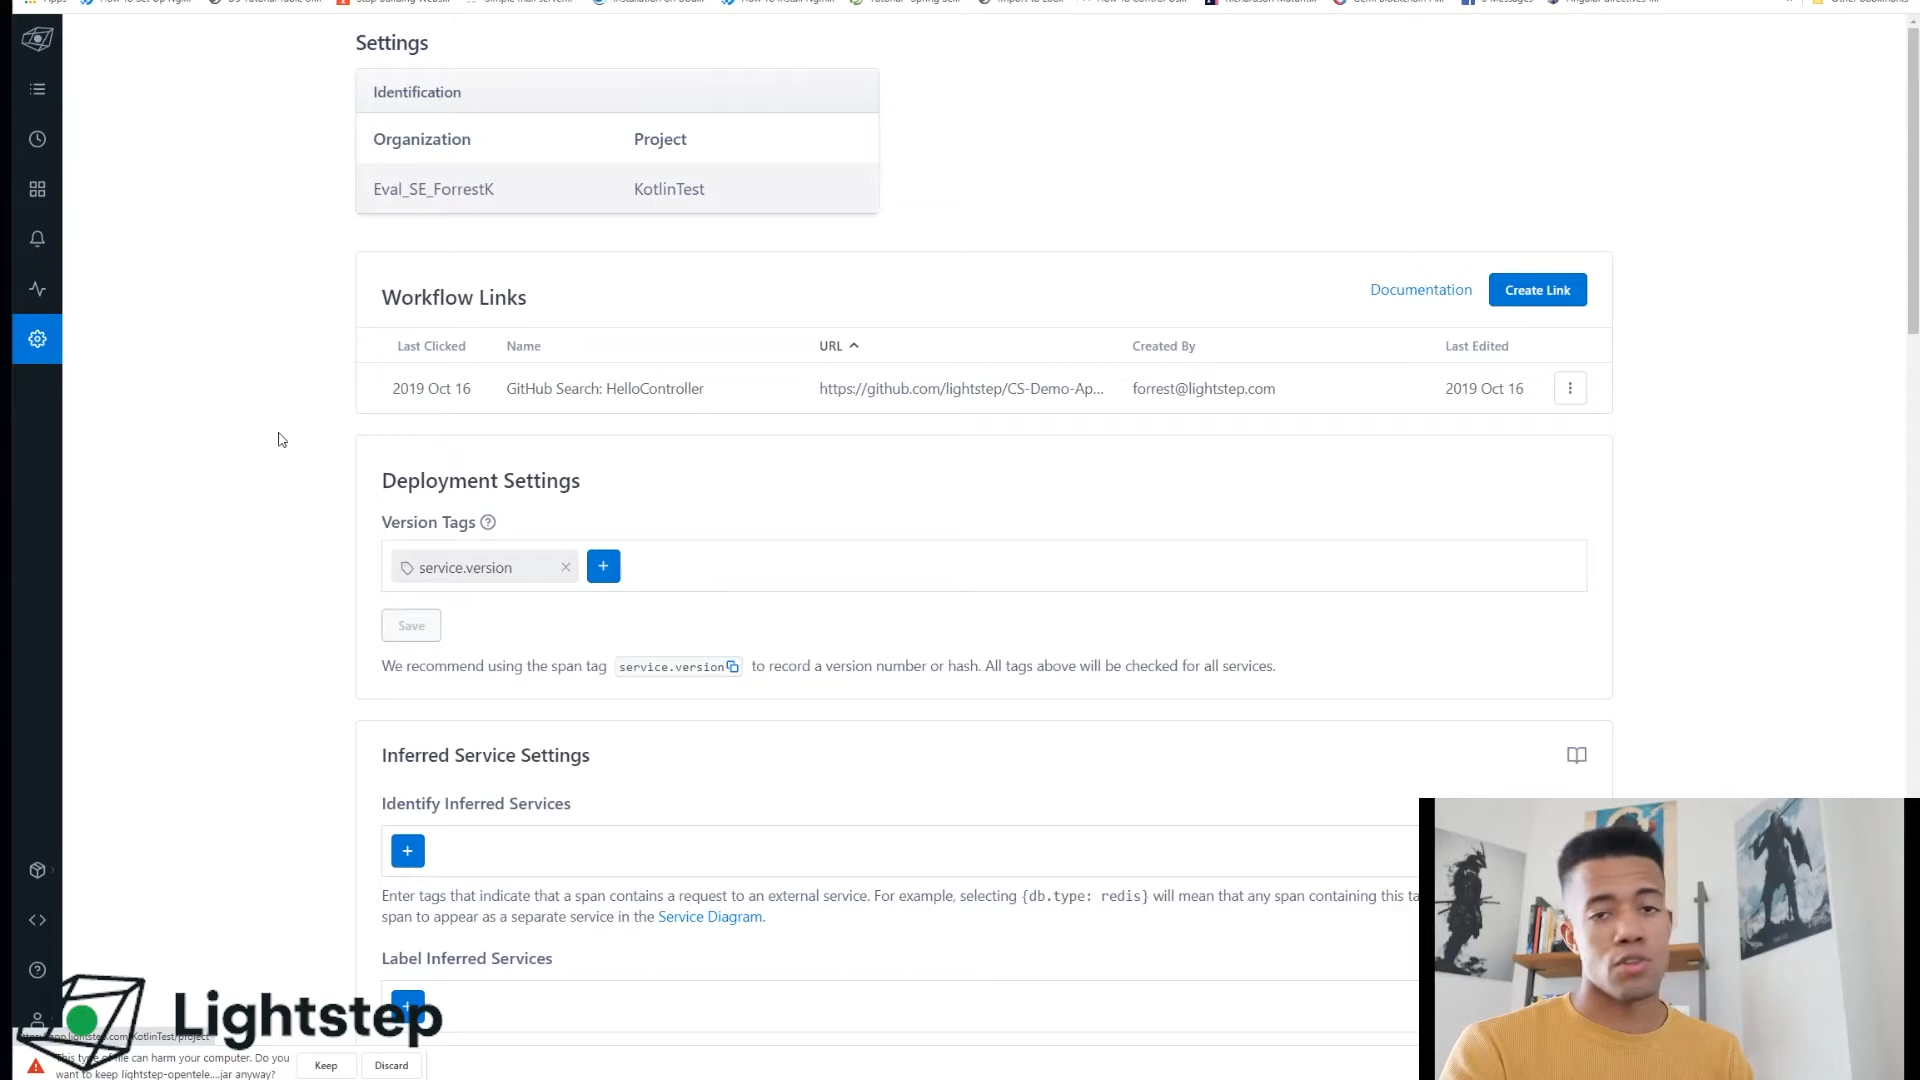 Settings
Identification
Organization Project
Eval_SE_ForrestK KotlinTest
Workflow Links
Documentation Create Link
Last Clicked Name URL Created By Last Edited
2019 Oct 16 GitHub Search: HelloController https://github.com/lightstep/CS-Demo-Ap... forrest@lightstep.com 2019 Oct 16
Deployment Settings
Version Tags
service.version
Save
We recommend using the span tag service.version to record a version number or hash. All tags above will be checked for all services.
Inferred Service Settings
Identify Inferred Services
Enter tags that indicate that a span contains a request to an external service. For example, selecting {db.type: redis} will mean that any span containing this ta
span to appear as a separate service in the Service Diagram.
Label Inferred Services
Lightstep
This type of file can harm your computer. Do you
want to keep lightstep-opentele....jar anyway?
Keep Discard